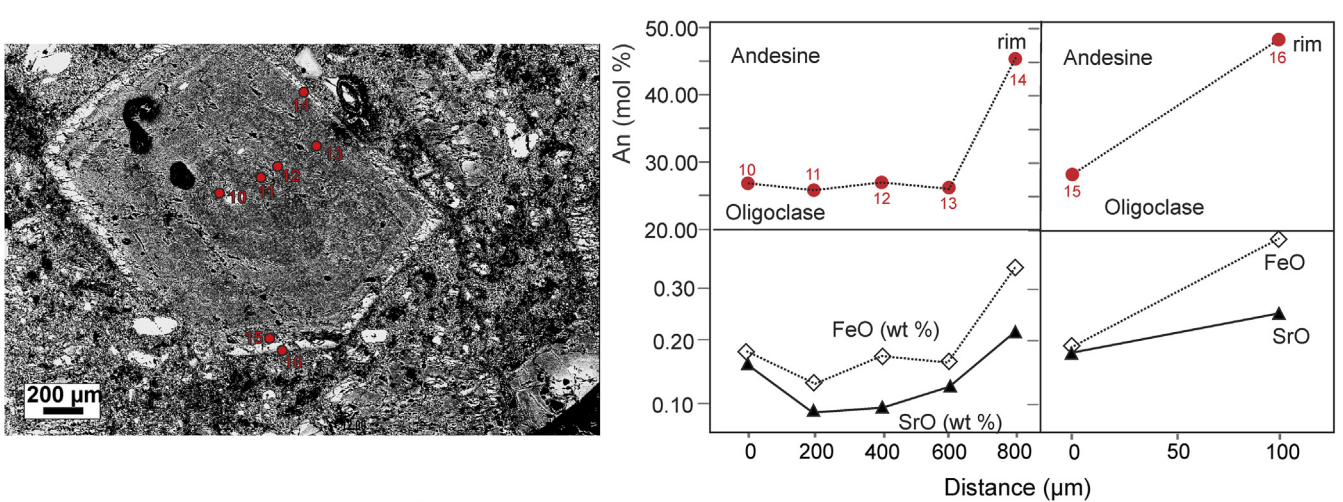 14
13
12
11
10
15
16
200 µm
An (mol %)
50.00
40.00
30.00
20.00
0.30
0.20
0.10
Andesine
rim
14
10
11
12
13
Oligoclase
FeO (wt %)
SrO (wt %)
0
200
400
600
800
Andesine
rim
16
15
Oligoclase
FeO
SrO
0
50
100
Distance (µm)